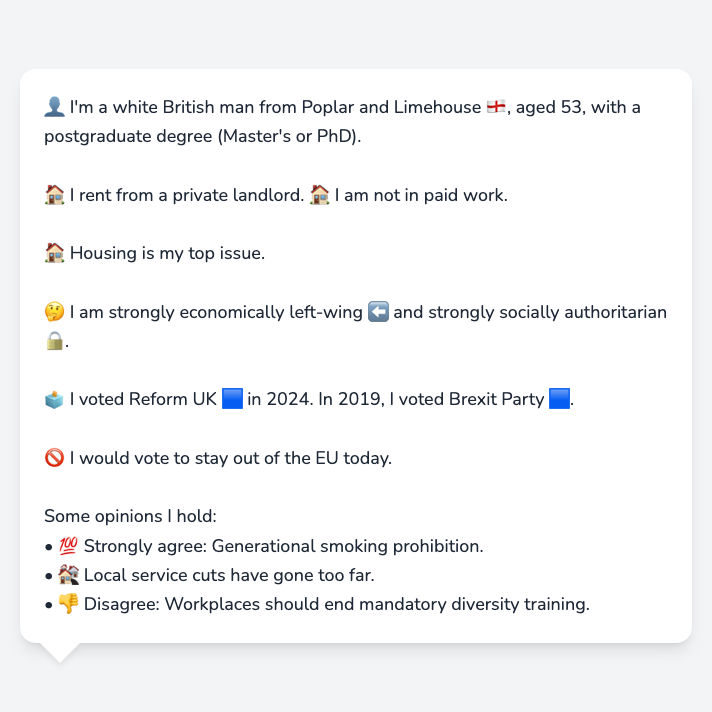 👤 I'm a white British man from Poplar and Limehouse 🏴󠁧󠁢󠁥󠁮󠁧󠁿, aged 53, with a
postgraduate degree (Master's or PhD).
🏠 I rent from a private landlord. 🏠 I am not in paid work.
🏠 Housing is my top issue.
🤔 I am strongly economically left-wing ⬅️ and strongly socially authoritarian
🔒.
🗳️ I voted Reform UK 🟦 in 2024. In 2019, I voted Brexit Party 🟦.
🚫 I would vote to stay out of the EU today.
Some opinions I hold:
• 💯 Strongly agree: Generational smoking prohibition.
• 🏚️ Local service cuts have gone too far.
• 👎 Disagree: Workplaces should end mandatory diversity training.